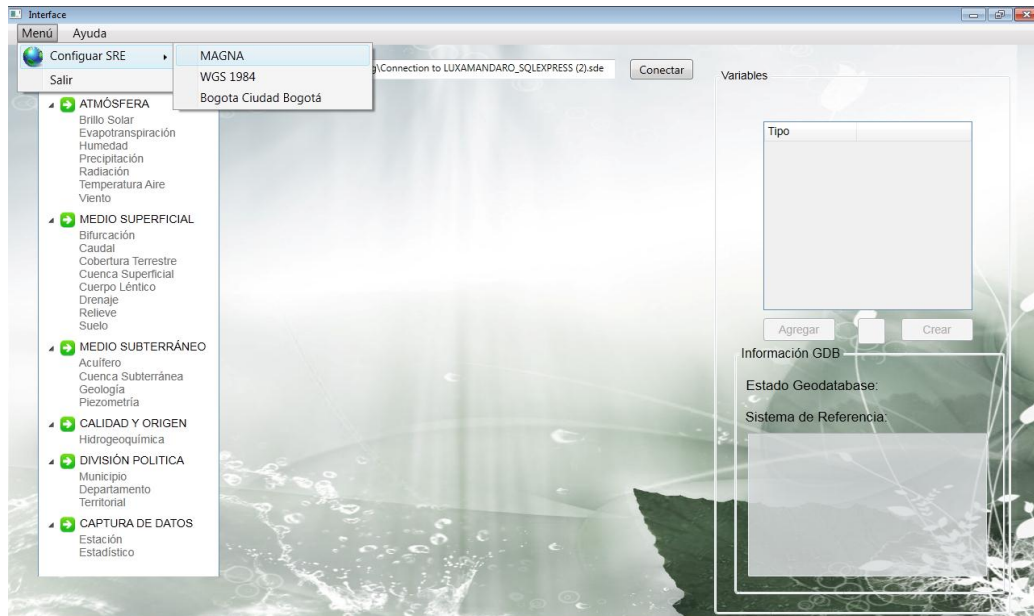 Interface
Menú Ayuda
Configuar SRE
Salir
MAGNA
WGS 1984
Bogota Ciudad Bogotá
g\Connection to LUXAMANDARO_SQLEXPRESS (2).sde
Conectar
ATMÓSFERA
Brillo Solar
Evapotranspiración
Humedad
Precipitación
Radiación
Temperatura Aire
Viento
MEDIO SUPERFICIAL
Bifurcación
Caudal
Cobertura Terrestre
Cuenca Superficial
Cuerpo Léntico
Drenaje
Relieve
Suelo
MEDIO SUBTERRÁNEO
Acuífero
Cuenca Subterránea
Geología
Piezometría
CALIDAD Y ORIGEN
Hidrogeoquímica
DIVISIÓN POLITICA
Municipio
Departamento
Territorial
CAPTURA DE DATOS
Estación
Estadístico
Variables
Tipo
Agregar
Crear
Información GDB
Estado Geodatabase:
Sistema de Referencia: